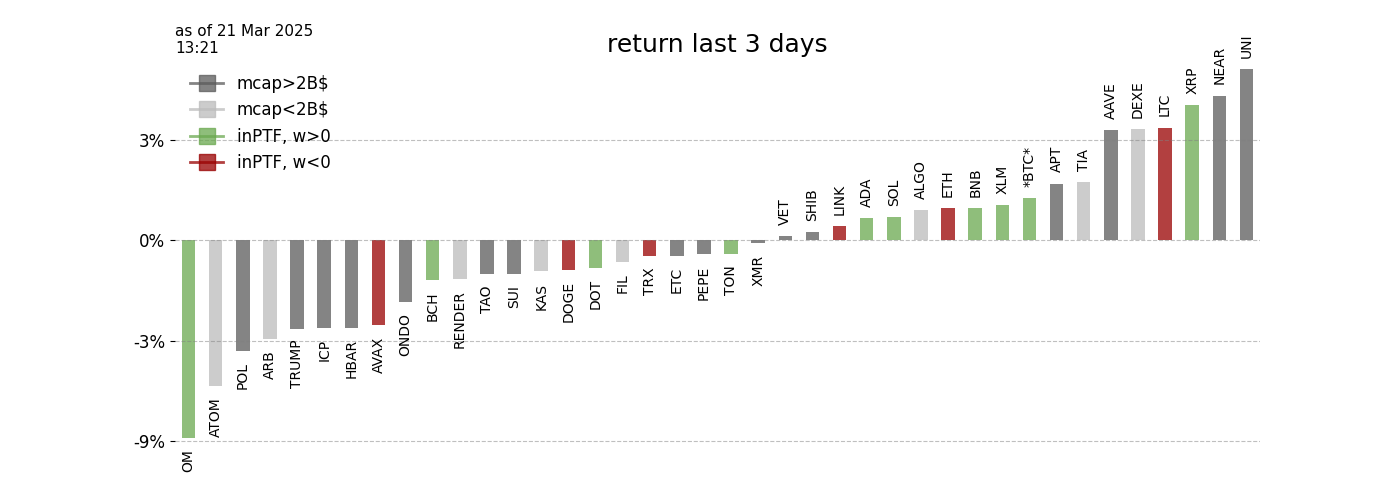 as of 21 Mar 2025
13:21
return last 3 days
mcap>2B$
mcap<2B$
inPTF, w>0
inPTF, w<0
3%
0%
-3%
-9%
OM
ATOM
POL
ARB
TRUMP
ICP
HBAR
AVAX
ONDO
BCH
RENDER
TAO
SUI
KAS
DOGE
DOT
FIL
TRX
ETC
PEPE
TON
XMR
VET
SHIB
LINK
ADA
SOL
ALGO
ETH
BNB
XLM
*BTC*
APT
TIA
AAVE
DEXE
LTC
XRP
NEAR
UNI